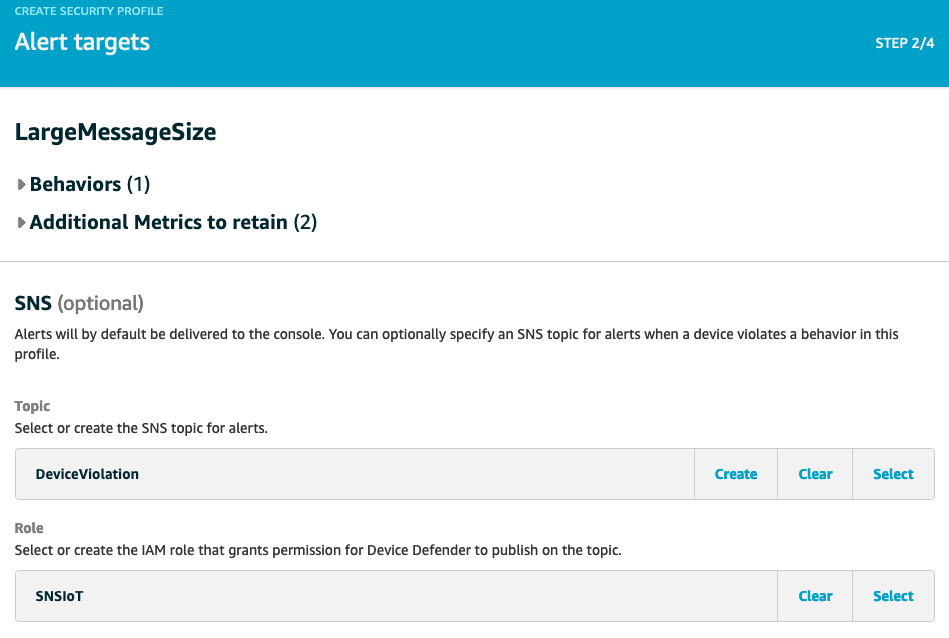 CREATE SECURITY PROFILE
Alert targets
STEP 2/4
LargeMessageSize
Behaviors (1)
Additional Metrics to retain (2)
SNS (optional)
Alerts will by default be delivered to the console. You can optionally specify an SNS topic for alerts when a device violates a behavior in this
profile.
Topic
Select or create the SNS topic for alerts.
DeviceViolation Create Clear Select
Role
Select or create the IAM role that grants permission for Device Defender to publish on the topic.
SNSIoT Clear Select